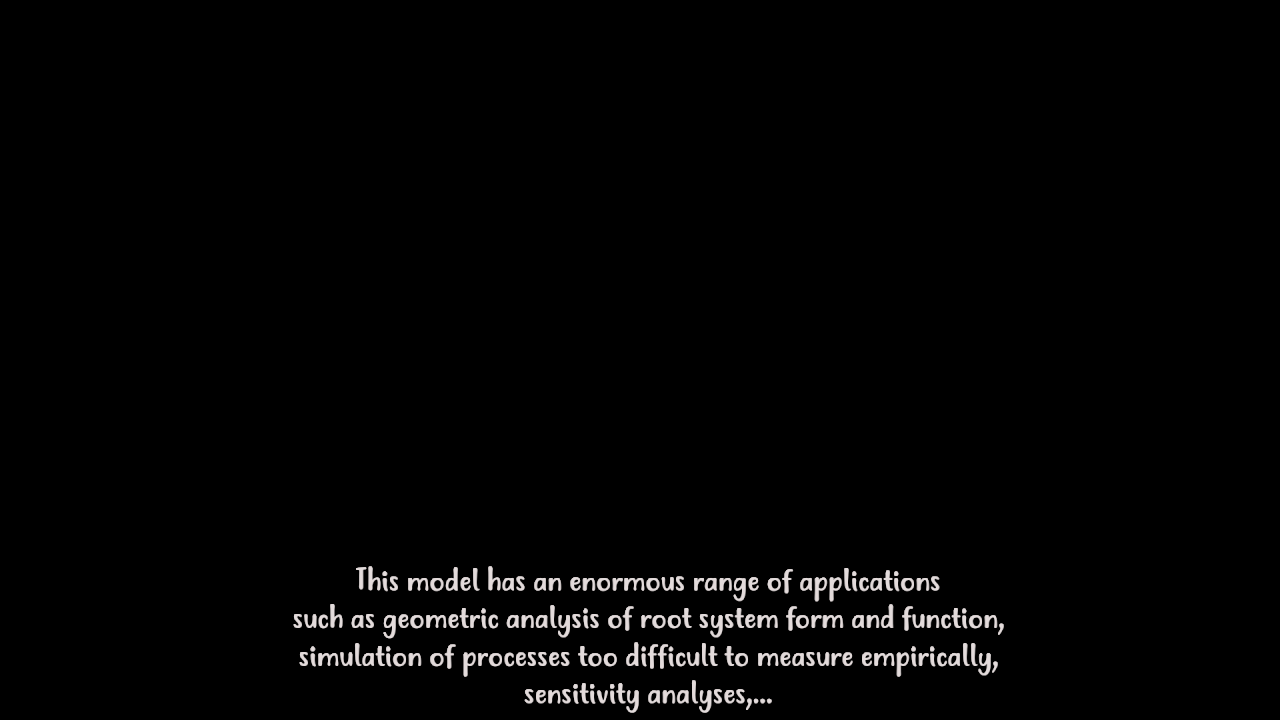 This model has an enormous range of applications
such as geometric analysis of root system form and function,
simulation of processes too difficult to measure empirically,
sensitivity analyses,...